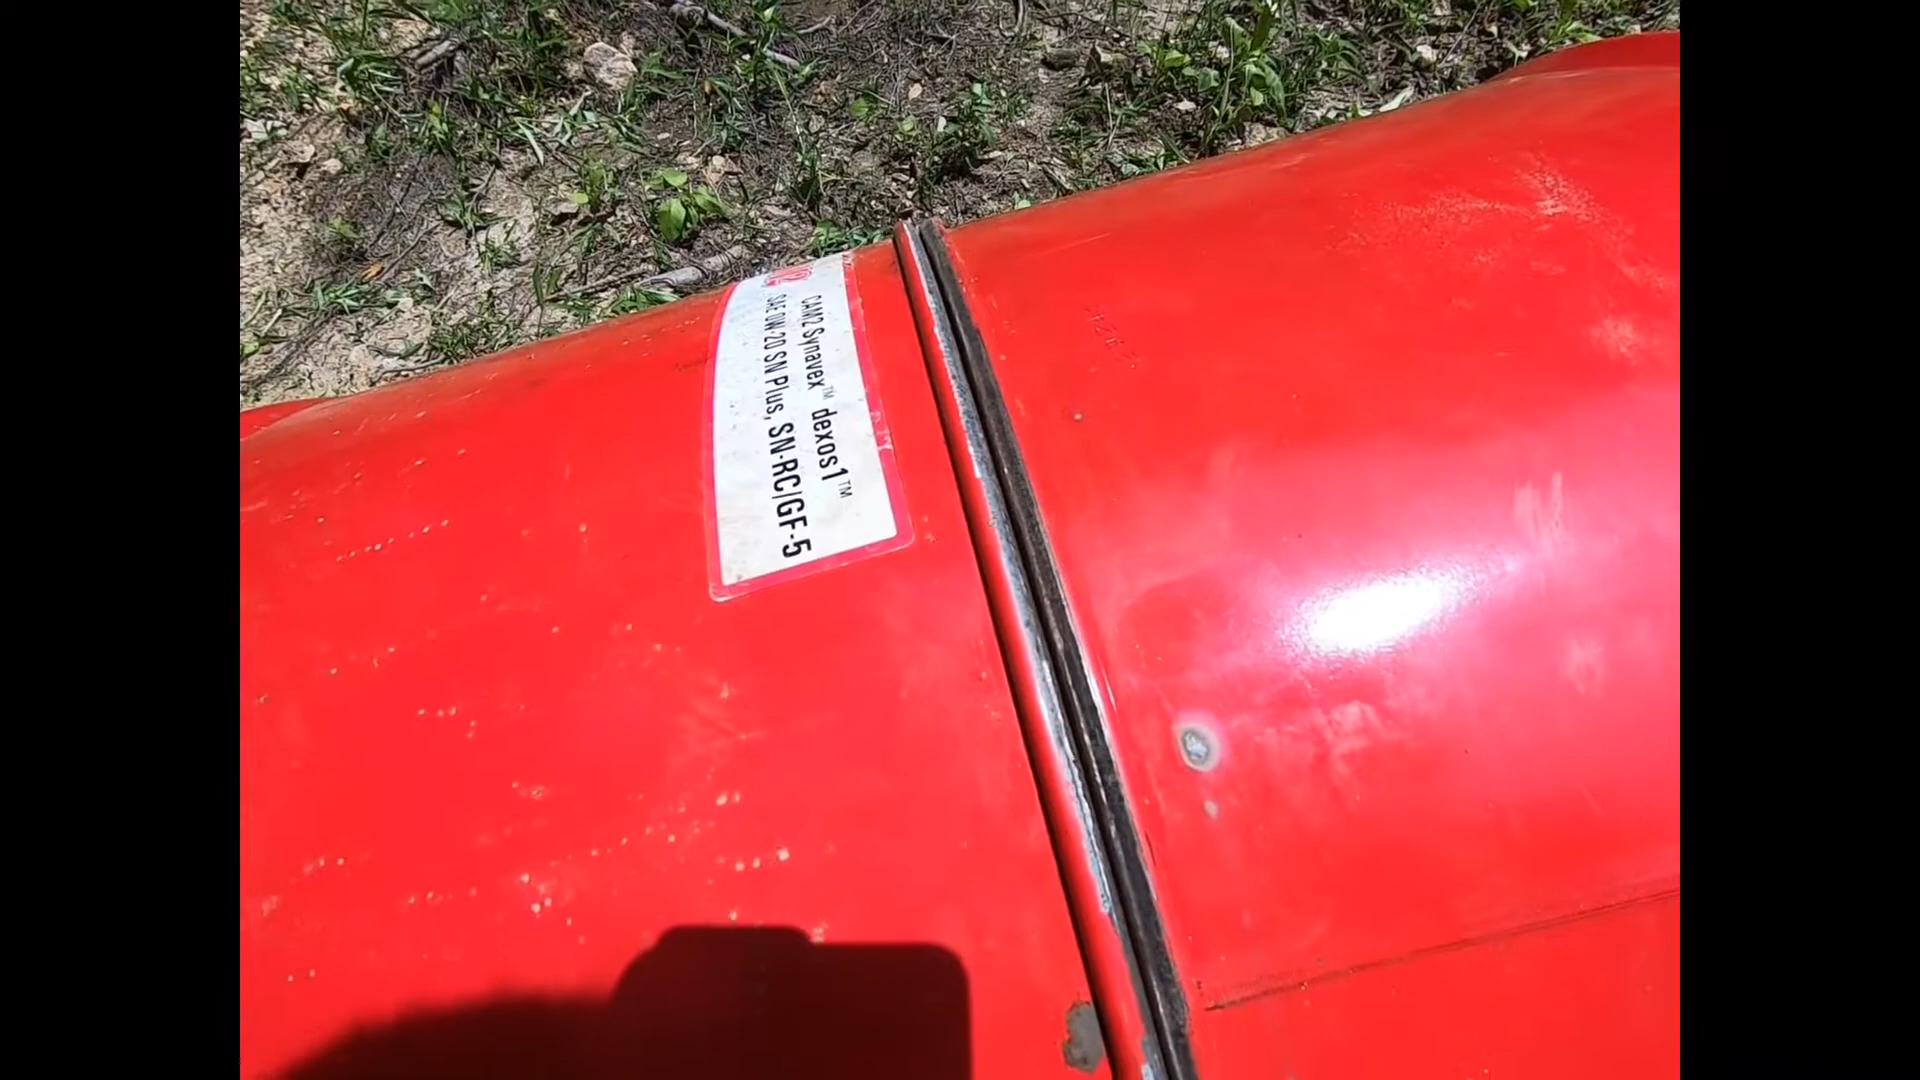 CAM2 Synavex™ dexos1™
SAE 0W-20 SN Plus, SN-RC/GF-5